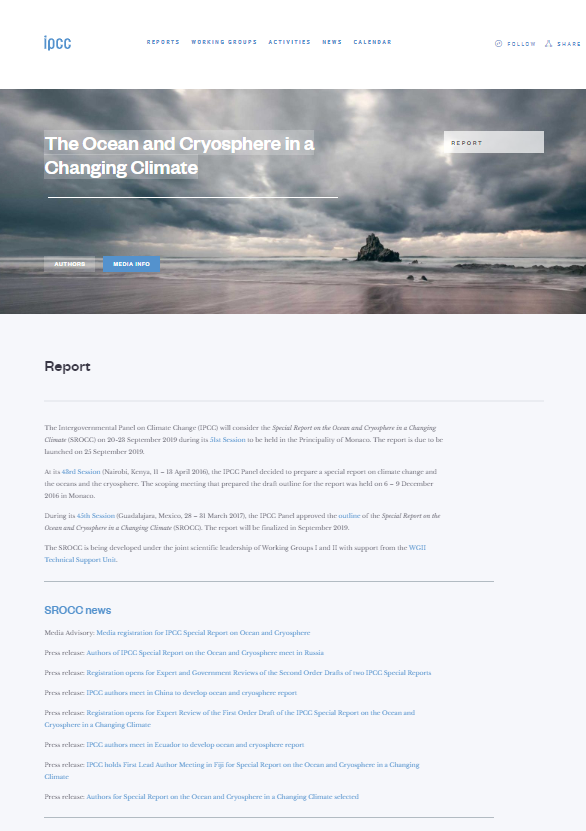 ipcc
REPORTS WORKING GROUPS ACTIVITIES NEWS CALENDAR
FOLLOW SHARE
The Ocean and Cryosphere in a
Changing Climate
REPORT
AUTHORS MEDIA INFO
Report
The Intergovernmental Panel on Climate Change (IPCC) will consider the Special Report on the Ocean and Cryosphere in a Changing
Climate (SROCC) on 20-23 September 2019 during its 51st Session to be held in the Principality of Monaco. The report is due to be
launched on 25 September 2019.
At its 43rd Session (Nairobi, Kenya, 11 – 13 April 2016), the IPCC Panel decided to prepare a special report on climate change and
the oceans and the cryosphere. The scoping meeting that prepared the draft outline for the report was held on 6 – 9 December
2016 in Monaco.
During its 45th Session (Guadalajara, Mexico, 28 – 31 March 2017), the IPCC Panel approved the outline of the Special Report on the
Ocean and Cryosphere in a Changing Climate (SROCC). The report will be finalized in September 2019.
The SROCC is being developed under the joint scientific leadership of Working Groups I and II with support from the WGII
Technical Support Unit.
SROCC news
Media Advisory: Media registration for IPCC Special Report on Ocean and Cryosphere
Press release: Authors of IPCC Special Report on the Ocean and Cryosphere meet in Russia
Press release: Registration opens for Expert and Government Reviews of the Second Order Drafts of two IPCC Special Reports
Press release: IPCC authors meet in China to develop ocean and cryosphere report
Press release: Registration opens for Expert Review of the First Order Draft of the IPCC Special Report on the Ocean and
Cryosphere in a Changing Climate
Press release: IPCC authors meet in Ecuador to develop ocean and cryosphere report
Press release: IPCC holds First Lead Author Meeting in Fiji for Special Report on the Ocean and Cryosphere in a Changing
Climate
Press release: Authors for Special Report on the Ocean and Cryosphere in a Changing Climate selected